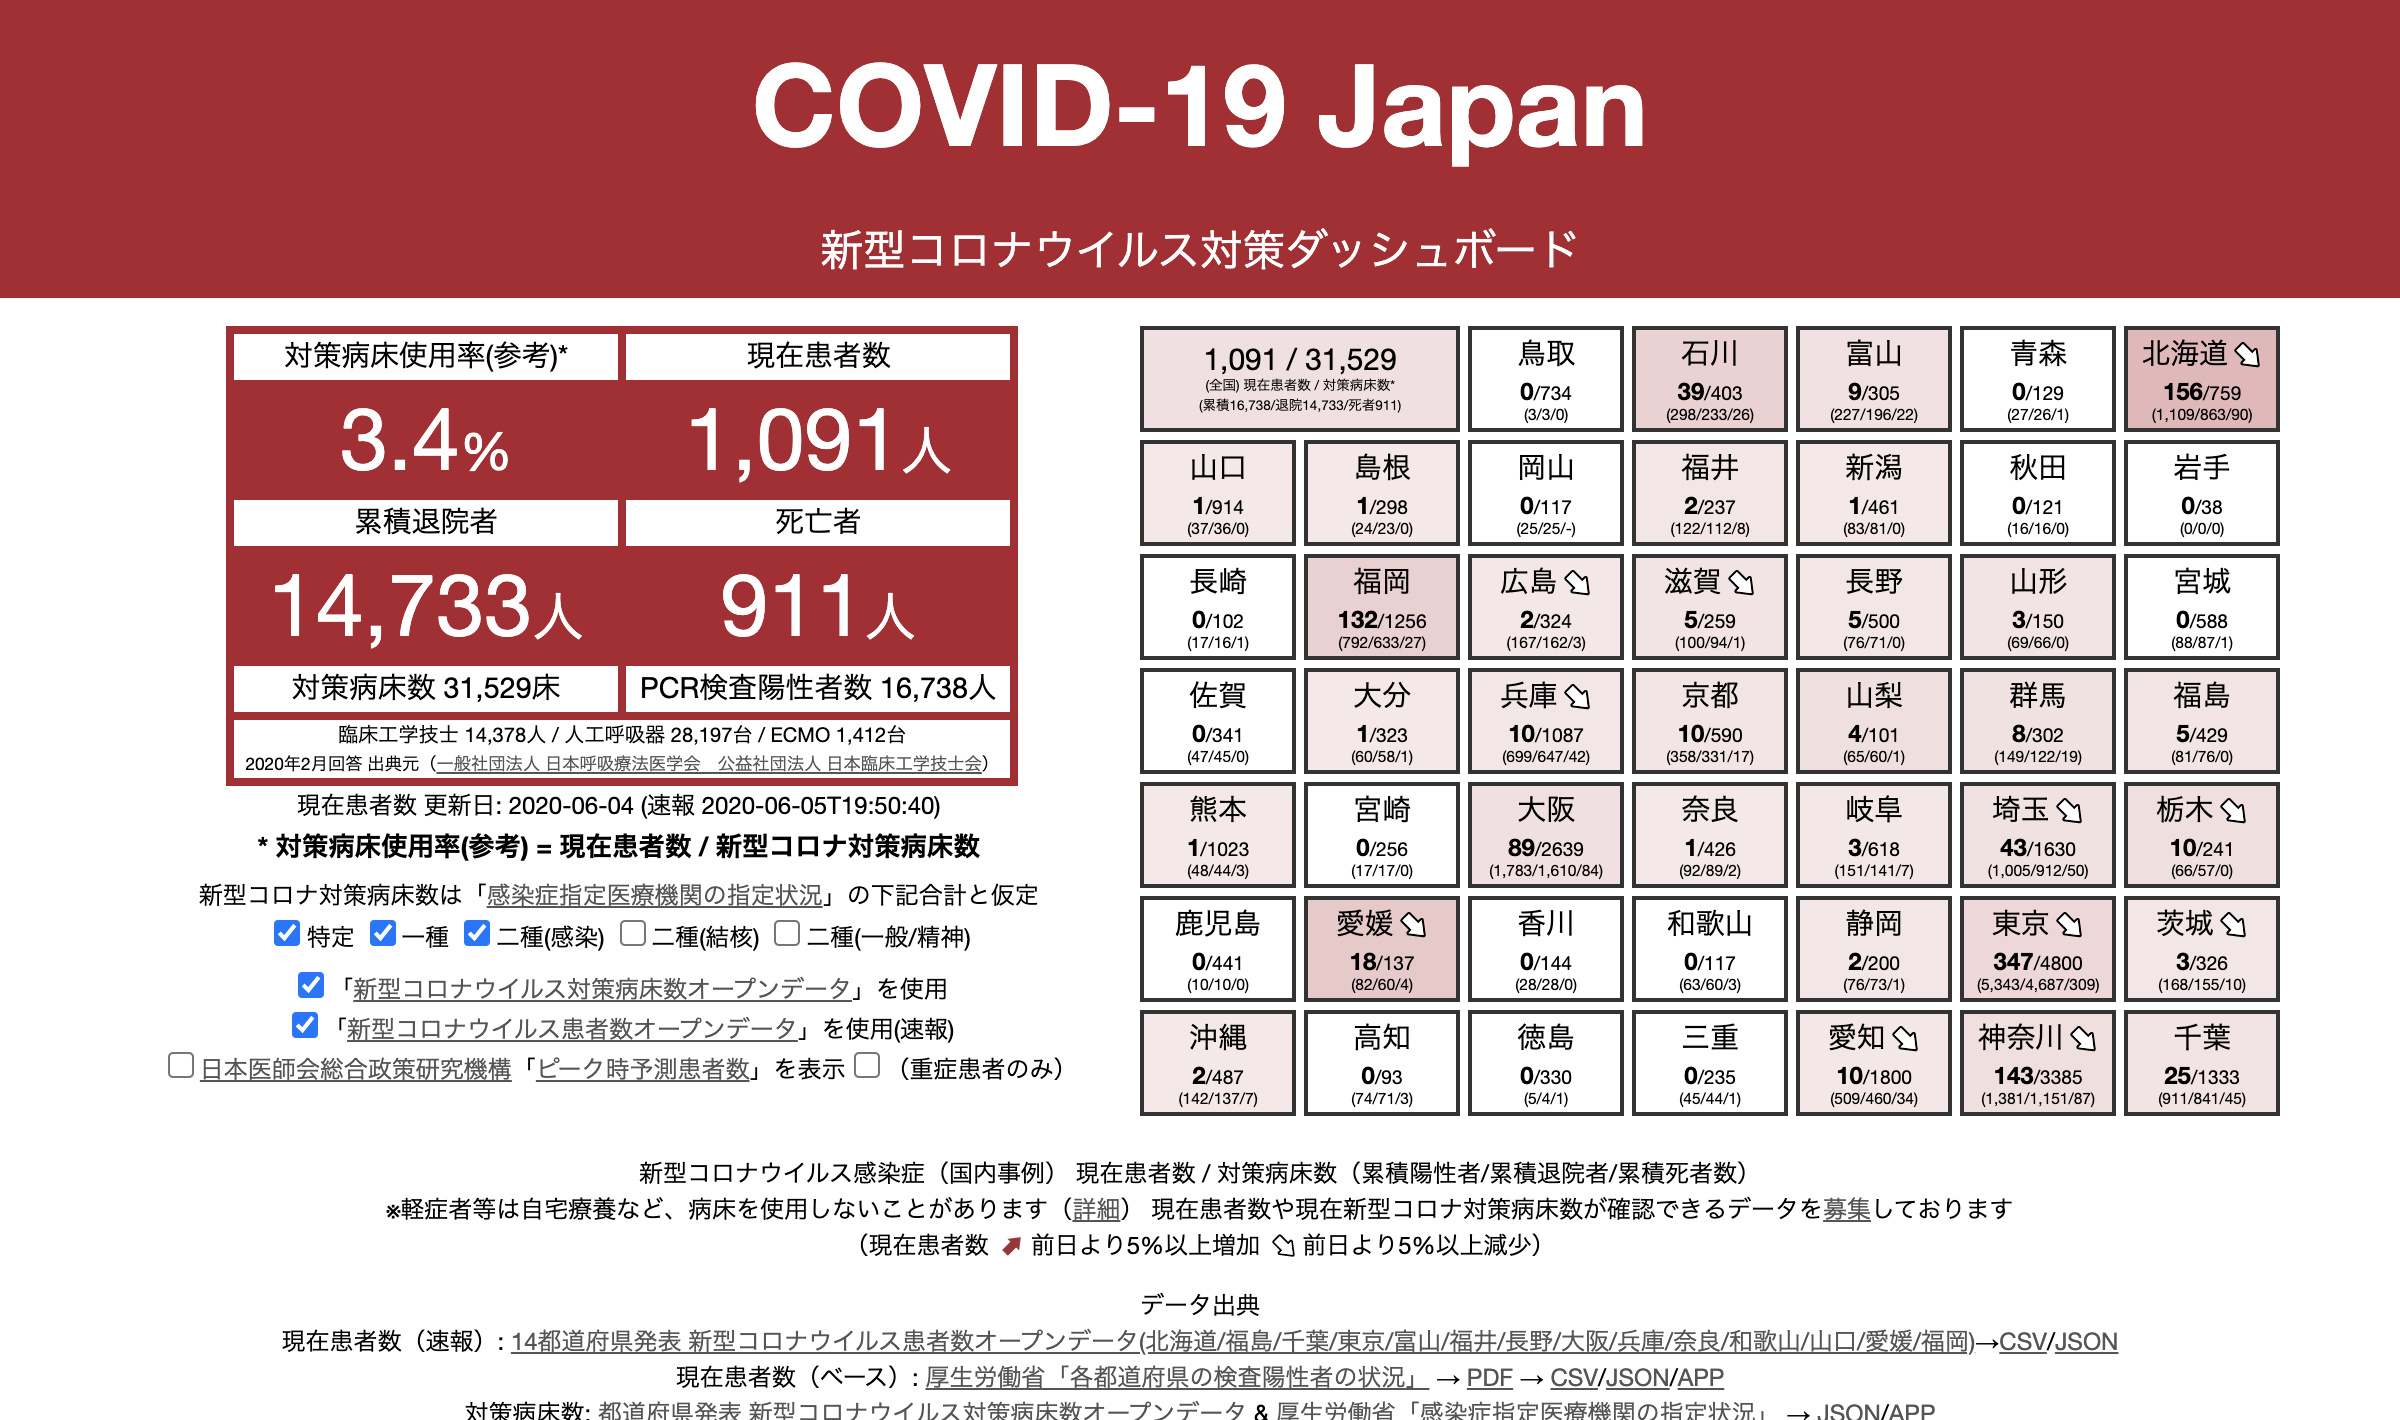 COVID-19 Japan
新型コロナウイルス対策ダッシュボード
対策病床使用率(参考)* 現在患者数
3.4% 1,091人
累積退院者 死亡者
14,733人 911人
対策病床数 31,529床 PCR検査陽性者数 16,738人
臨床工学技士 14,378人 / 人工呼吸器 28,197台 / ECMO 1,412台
2020年2月回答 出典元（一般社団法人 日本呼吸療法医学会　公益社団法人 日本臨床工学技士会）
現在患者数 更新日: 2020-06-04 (速報 2020-06-05T19:50:40)
* 対策病床使用率(参考) = 現在患者数 / 新型コロナ対策病床数
新型コロナ対策病床数は「感染症指定医療機関の指定状況」の下記合計と仮定
特定 一種 二種(感染) 二種(結核) 二種(一般/精神)
「新型コロナウイルス対策病床数オープンデータ」を使用
「新型コロナウイルス患者数オープンデータ」を使用(速報)
日本医師会総合政策研究機構「ピーク時予測患者数」を表示 （重症患者のみ）
1,091 / 31,529
(全国) 現在患者数 / 対策病床数*
(累積16,738/退院14,733/死者911)
鳥取
0/734
(3/3/0)
石川
39/403
(298/233/26)
富山
9/305
(227/196/22)
青森
0/129
(27/26/1)
北海道
156/759
(1,109/863/90)
山口
1/914
(37/36/0)
島根
1/298
(24/23/0)
岡山
0/117
(25/25/-)
福井
2/237
(122/112/8)
新潟
1/461
(83/81/0)
秋田
0/121
(16/16/0)
岩手
0/38
(0/0/0)
長崎
0/102
(17/16/1)
福岡
132/1256
(792/633/27)
広島
2/324
(167/162/3)
滋賀
5/259
(100/94/1)
長野
5/500
(76/71/0)
山形
3/150
(69/66/0)
宮城
0/588
(88/87/1)
佐賀
0/341
(47/45/0)
大分
1/323
(60/58/1)
兵庫
10/1087
(699/647/42)
京都
10/590
(358/331/17)
山梨
4/101
(65/60/1)
群馬
8/302
(149/122/19)
福島
5/429
(81/76/0)
熊本
1/1023
(48/44/3)
宮崎
0/256
(17/17/0)
大阪
89/2639
(1,783/1,610/84)
奈良
1/426
(92/89/2)
岐阜
3/618
(151/141/7)
埼玉
43/1630
(1,005/912/50)
栃木
10/241
(66/57/0)
鹿児島
0/441
(10/10/0)
愛媛
18/137
(82/60/4)
香川
0/144
(28/28/0)
和歌山
0/117
(63/60/3)
静岡
2/200
(76/73/1)
東京
347/4800
(5,343/4,687/309)
茨城
3/326
(168/155/10)
沖縄
2/487
(142/137/7)
高知
0/93
(74/71/3)
徳島
0/330
(5/4/1)
三重
0/235
(45/44/1)
愛知
10/1800
(509/460/34)
神奈川
143/3385
(1,381/1,151/87)
千葉
25/1333
(911/841/45)
新型コロナウイルス感染症（国内事例） 現在患者数 / 対策病床数（累積陽性者/累積退院者/累積死者数）
※軽症者等は自宅療養など、病床を使用しないことがあります（詳細） 現在患者数や現在新型コロナ対策病床数が確認できるデータを募集しております
（現在患者数 前日より5%以上増加 前日より5%以上減少）
データ出典
現在患者数（速報）: 14都道府県発表 新型コロナウイルス患者数オープンデータ(北海道/福島/千葉/東京/富山/福井/長野/大阪/兵庫/奈良/和歌山/山口/愛媛/福岡)→CSV/JSON
現在患者数（ベース）: 厚生労働省「各都道府県の検査陽性者の状況」 → PDF → CSV/JSON/APP
対策病床数: 都道府県発表 新型コロナウイルス対策病床数オープンデータ & 厚生労働省「感染症指定医療機関の指定状況」 → JSON/APP